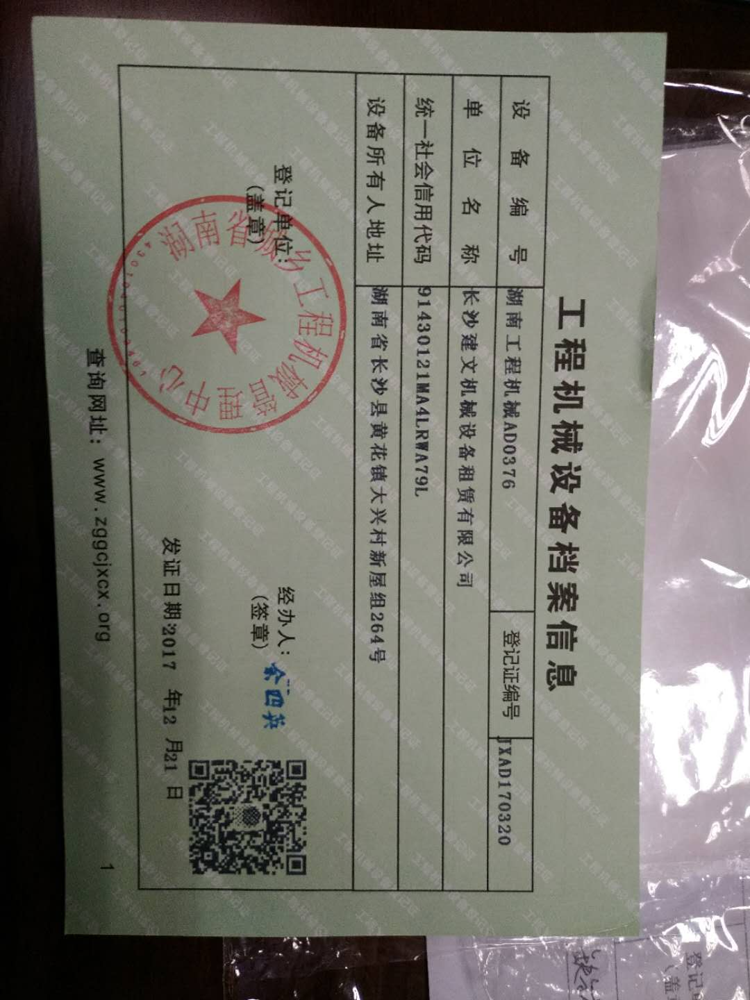 工程机械设备档案信息
设备编号 湖南工程机械AD0376 登记证编号 JXAD170320
单位名称 长沙建文机械设备租赁有限公司
统一社会信用代码 91430121MA4LRWA79L
设备所有人地址 湖南省长沙县黄花镇大兴村新屋组264号
登记单位： 经办人：余四英
(盖章) (签章)
湖南省城乡工程机械管理中心
发证日期:2017 年12 月21 日
查询网址：www.zggcjxcx.org
1
登记
(盖